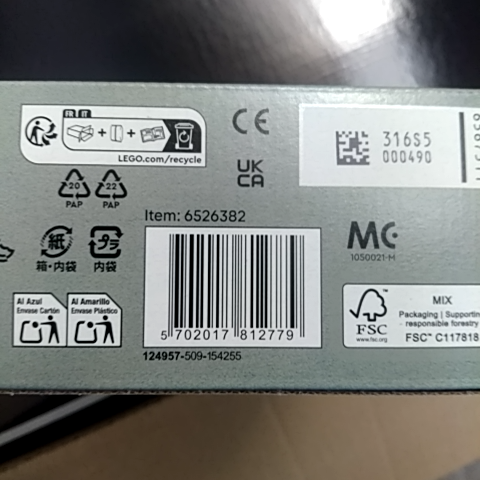 FR IT
LEGO.com/recycle
CE
UK
CA
316S5
000490
20
PAP
22
PAP
Item: 6526382
紙
箱・内袋
プラ
内袋
MC
1050021-M
Al Azul
Envase Cartón
Al Amarillo
Envase Plástico
5 702017 812779
124957-509-154255
FSC
www.fsc.org
MIX
Packaging | Supporting
responsible forestry
FSC™ C117818